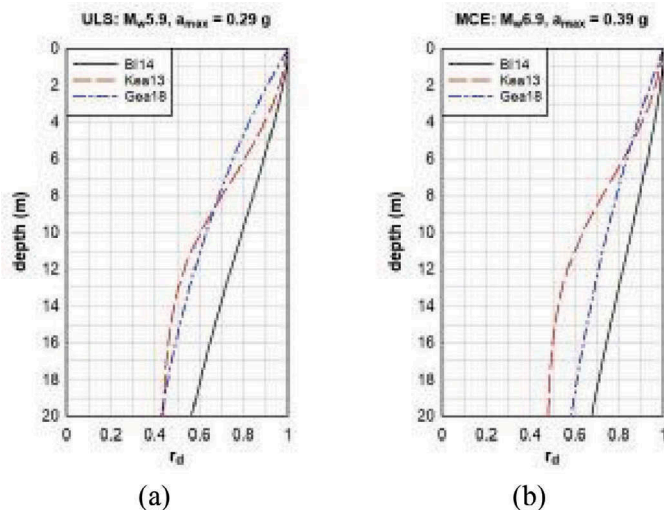 ULS: Mw5.9, amax = 0.29 g
BI14
Kea13
Gea18
depth (m)
0
2
4
6
8
10
12
14
16
18
20
0 0.2 0.4 0.6 0.8 1
rd
(a)
MCE: Mw6.9, amax = 0.39 g
BI14
Kea13
Gea18
depth (m)
0
2
4
6
8
10
12
14
16
18
20
0 0.2 0.4 0.6 0.8 1
rd
(b)